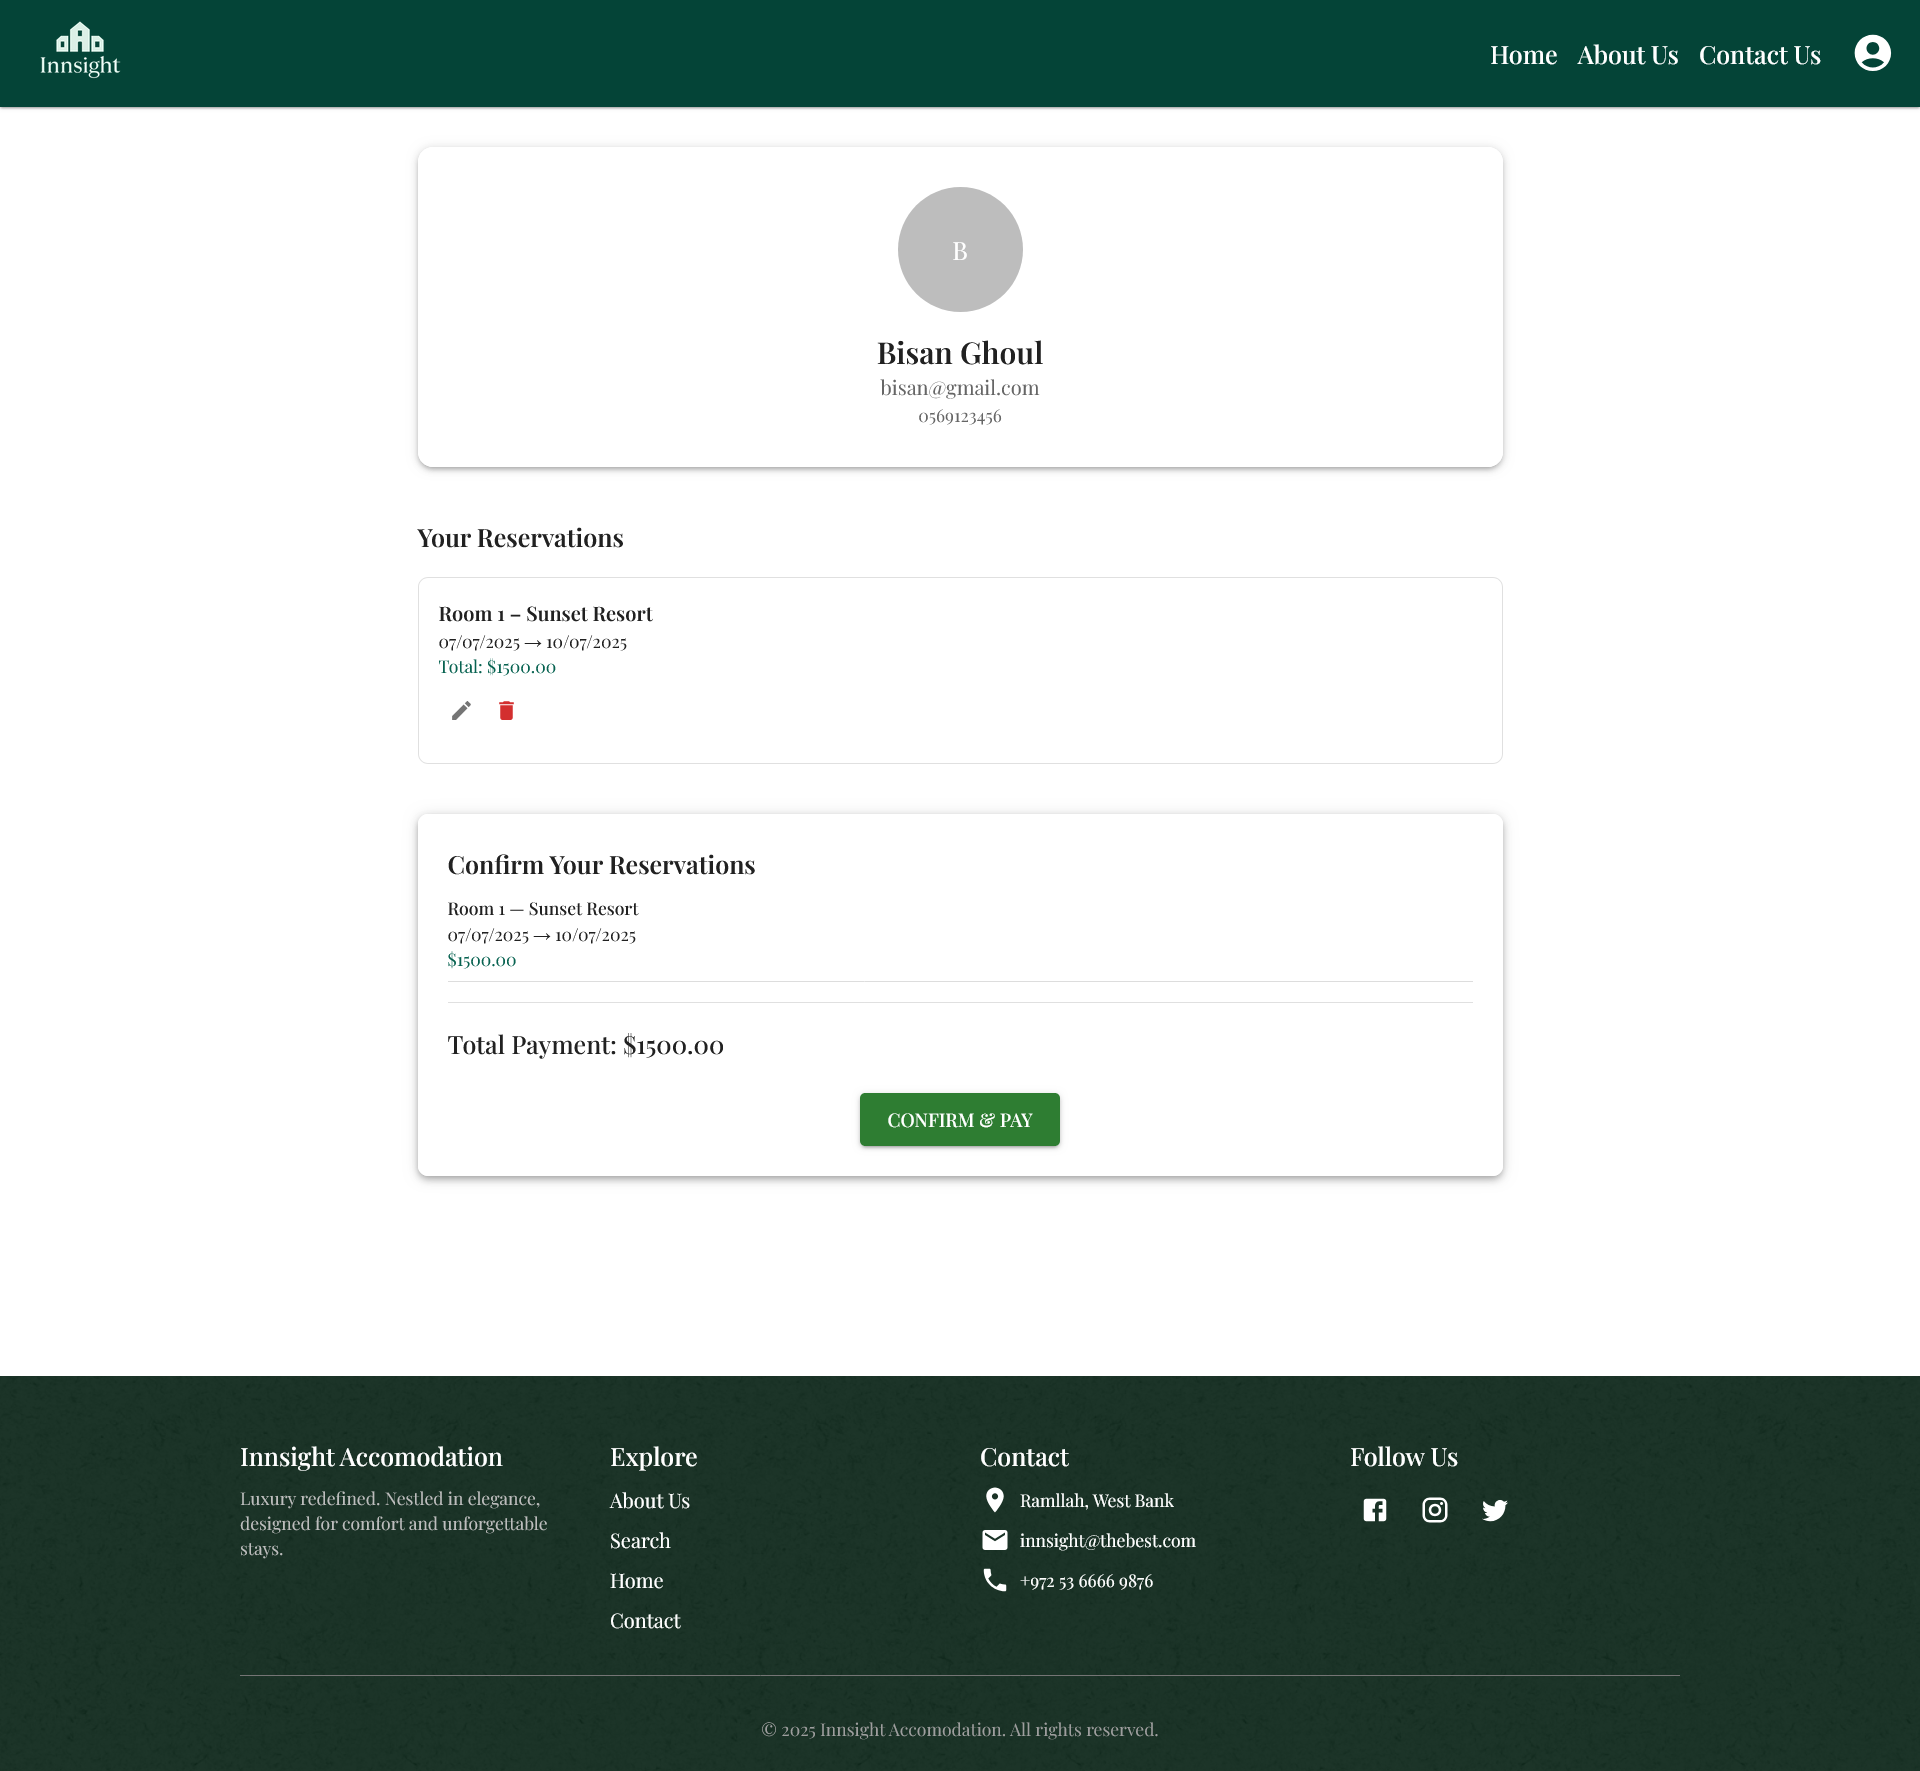 Innsight
Home About Us Contact Us
B
Bisan Ghoul
bisan@gmail.com
0569123456
Your Reservations
Room 1 – Sunset Resort
07/07/2025 → 10/07/2025
Total: $1500.00
Confirm Your Reservations
Room 1 — Sunset Resort
07/07/2025 → 10/07/2025
$1500.00
Total Payment: $1500.00
CONFIRM & PAY
Innsight Accomodation
Luxury redefined. Nestled in elegance,
designed for comfort and unforgettable
stays.
Explore
About Us
Search
Home
Contact
Contact
Ramllah, West Bank
innsight@thebest.com
+972 53 6666 9876
Follow Us
© 2025 Innsight Accomodation. All rights reserved.